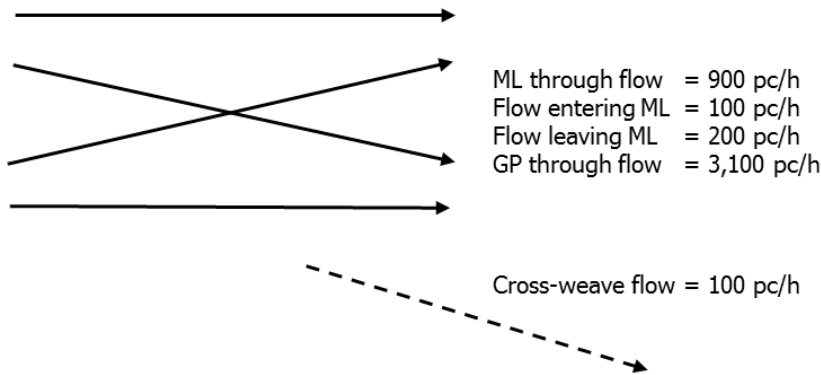 ML through flow = 900 pc/h
Flow entering ML = 100 pc/h
Flow leaving ML = 200 pc/h
GP through flow = 3,100 pc/h
Cross-weave flow = 100 pc/h